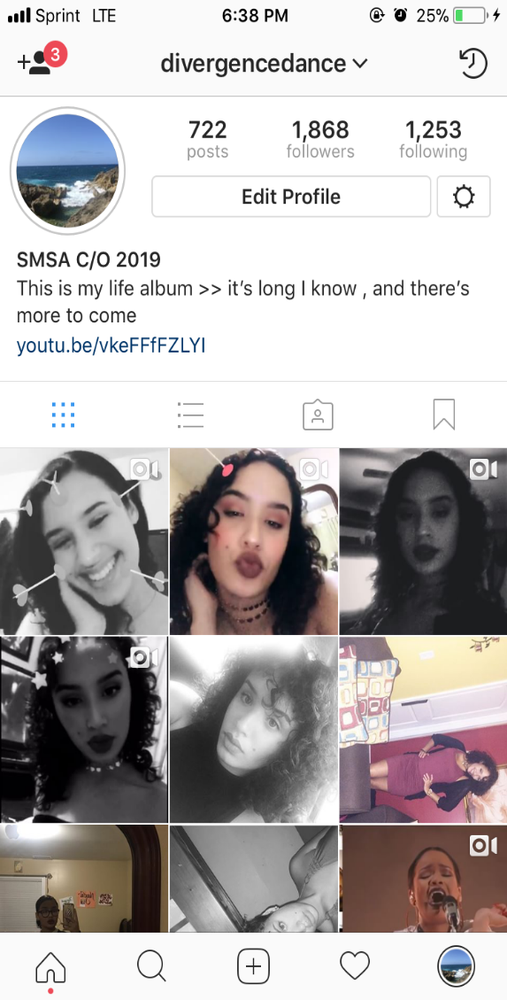 Sprint LTE 6:38 PM 25%
3
divergencedance
722 1,868 1,253
posts followers following
Edit Profile
SMSA C/O 2019
This is my life album >> it's long I know , and there's
more to come
youtu.be/vkeFFfFZLYI